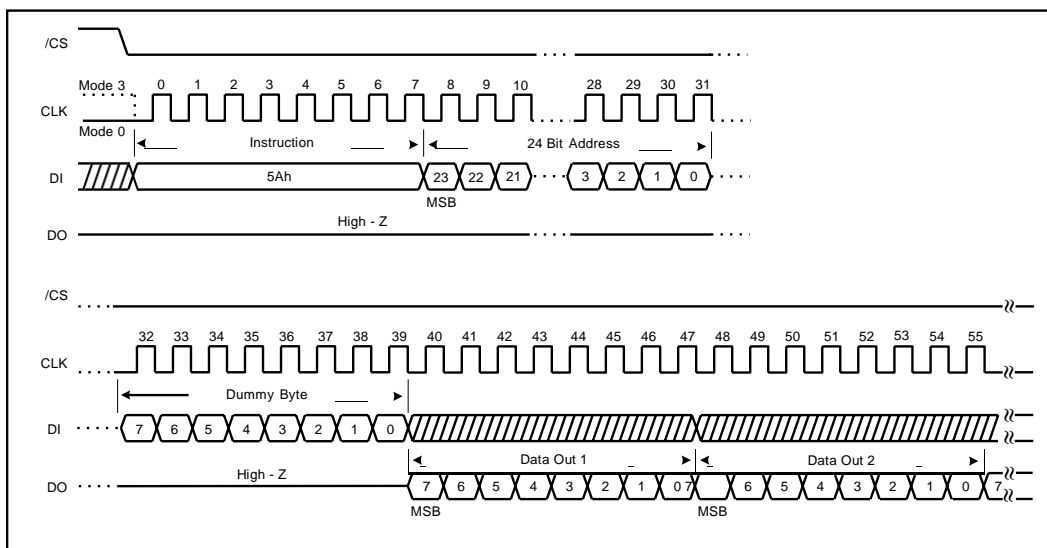 /CS
Mode 3 0 1 2 3 4 5 6 7 8 9 10 28 29 30 31
CLK
Mode 0
Instruction 24 Bit Address
DI 5Ah 23 22 21 3 2 1 0
MSB
High - Z
DO
/CS
32 33 34 35 36 37 38 39 40 41 42 43 44 45 46 47 48 49 50 51 52 53 54 55
CLK
Dummy Byte
DI 7 6 5 4 3 2 1 0
Data Out 1 Data Out 2
High - Z
DO 7 6 5 4 3 2 1 0 7 6 5 4 3 2 1 0 7
MSB MSB